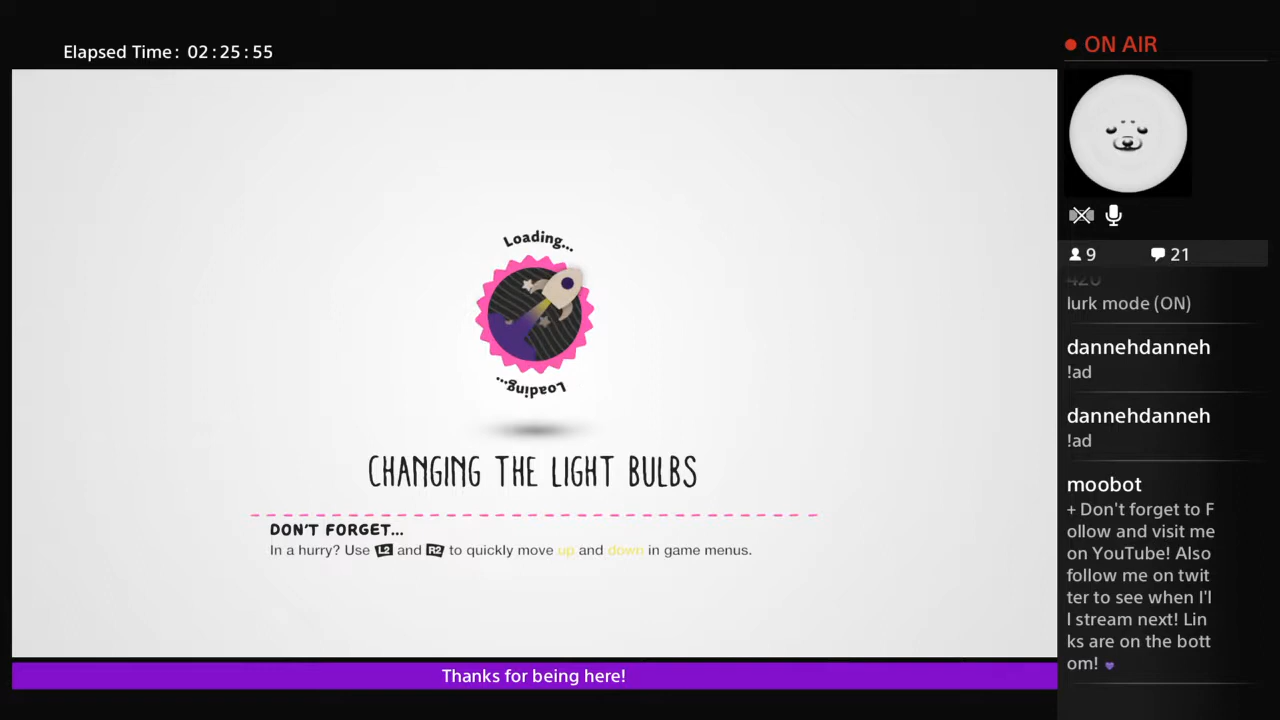 Elapsed Time: 02:25:55
ON AIR
Loading...
Loading...
CHANGING THE LIGHT BULBS
DON'T FORGET...
In a hurry? Use L2 and R2 to quickly move up and down in game menus.
Thanks for being here!
9 21
420
lurk mode (ON)
dannehdanneh
!ad
dannehdanneh
!ad
moobot
+ Don't forget to F
ollow and visit me
on YouTube! Also
follow me on twit
ter to see when I'l
l stream next! Lin
ks are on the bott
om!